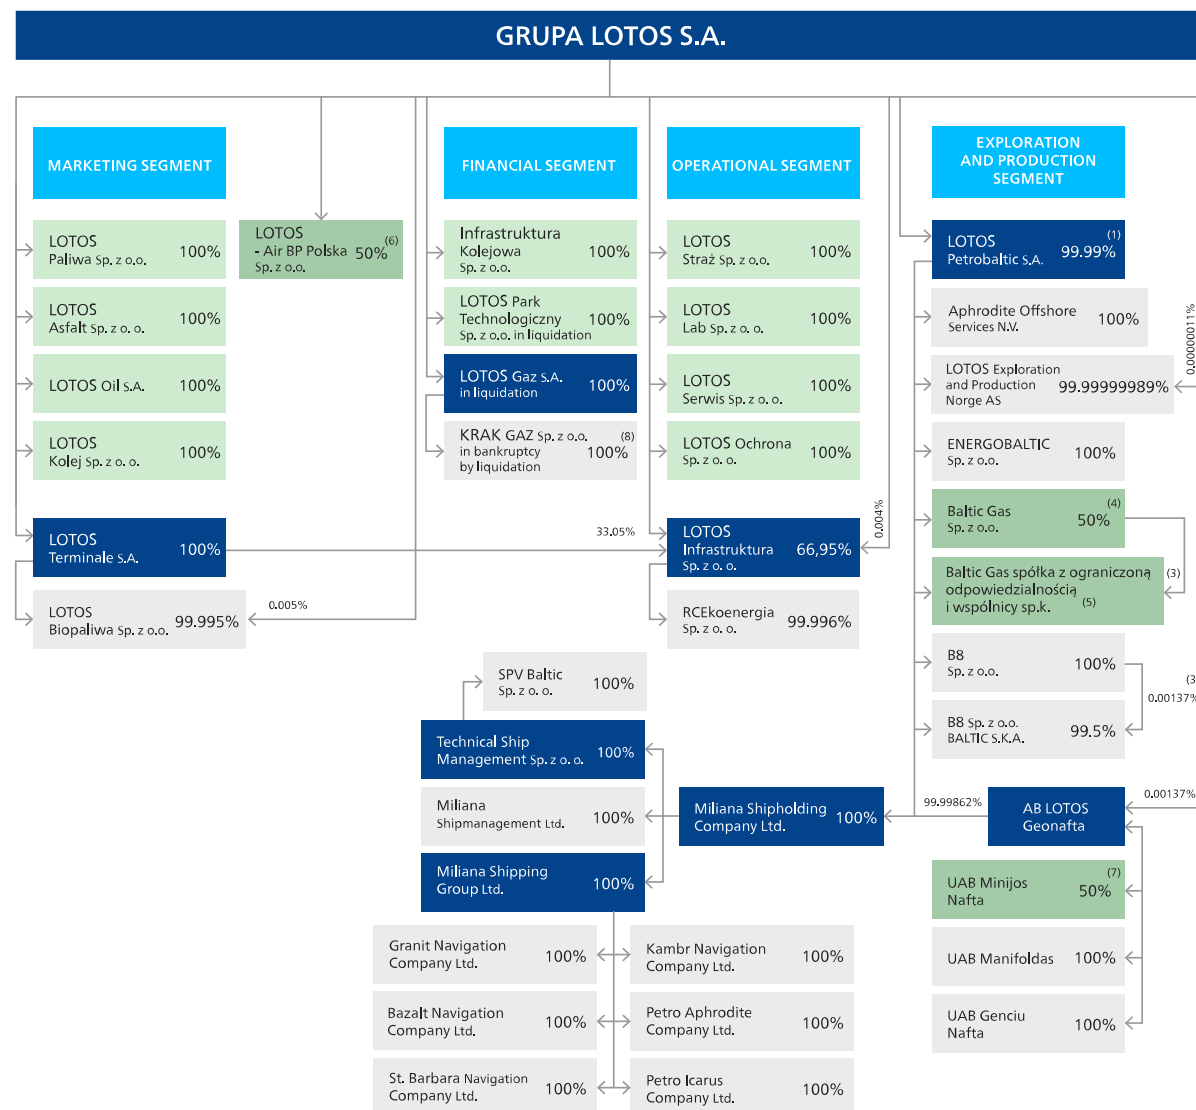 GRUPA LOTOS S.A.
MARKETING SEGMENT
LOTOS
Paliwa Sp. z o.o.
100%
LOTOS
Asfalt Sp. z o. o.
100%
LOTOS Oil S.A.
100%
LOTOS
Kolej Sp. z o. o.
100%
LOTOS
Terminale S.A.
100%
LOTOS
Biopaliwa Sp. z o.o.
99.995%
0.005%
33.05%
LOTOS
- Air BP Polska
Sp. z o.o.
50%
(6)
FINANCIAL SEGMENT
Infrastruktura
Kolejowa
Sp. z o.o.
100%
LOTOS Park
Technologiczny
Sp. z o.o. in liquidation
100%
LOTOS Gaz S.A.
in liquidation
100%
KRAK GAZ Sp. z o.o.
in bankruptcy
by liquidation
100%
(8)
OPERATIONAL SEGMENT
LOTOS
Straż Sp. z o.o.
100%
LOTOS
Lab Sp. z o. o.
100%
LOTOS
Serwis Sp. z o. o.
100%
LOTOS Ochrona
Sp. z o. o.
100%
LOTOS
Infrastruktura
Sp. z o. o.
66,95%
0.004%
RCEkoenergia
Sp. z o. o.
99.996%
EXPLORATION
AND PRODUCTION
SEGMENT
LOTOS
Petrobaltic S.A.
99.99%
(1)
Aphrodite Offshore
Services N.V.
100%
LOTOS Exploration
and Production
Norge AS
99.99999989%
0.00000011%
ENERGOBALTIC
Sp. z o.o.
100%
Baltic Gas
Sp. z o.o.
50%
(4)
Baltic Gas spółka z ograniczoną
odpowiedzialnością
i wspólnicy sp.k.
(5)
(3)
B8
Sp. z o.o.
100%
(3
0.00137%
B8 Sp. z o.o.
BALTIC S.K.A.
99.5%
SPV Baltic
Sp. z o. o.
100%
Technical Ship
Management Sp. z o. o.
100%
Miliana
Shipmanagement Ltd.
100%
Miliana Shipping
Group Ltd.
100%
Miliana Shipholding
Company Ltd.
100%
99.99862%
AB LOTOS
Geonafta
0.00137%
UAB Minijos
Nafta
50%
(7)
UAB Manifoldas
100%
UAB Genciu
Nafta
100%
Granit Navigation
Company Ltd.
100%
Kambr Navigation
Company Ltd.
100%
Bazalt Navigation
Company Ltd.
100%
Petro Aphrodite
Company Ltd.
100%
St. Barbara Navigation
Company Ltd.
100%
Petro Icarus
Company Ltd.
100%